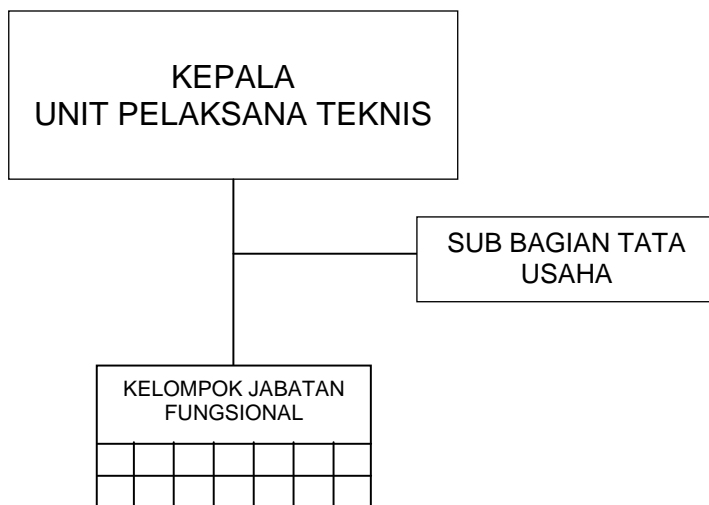 KEPALA
UNIT PELAKSANA TEKNIS
SUB BAGIAN TATA
USAHA
KELOMPOK JABATAN
FUNGSIONAL